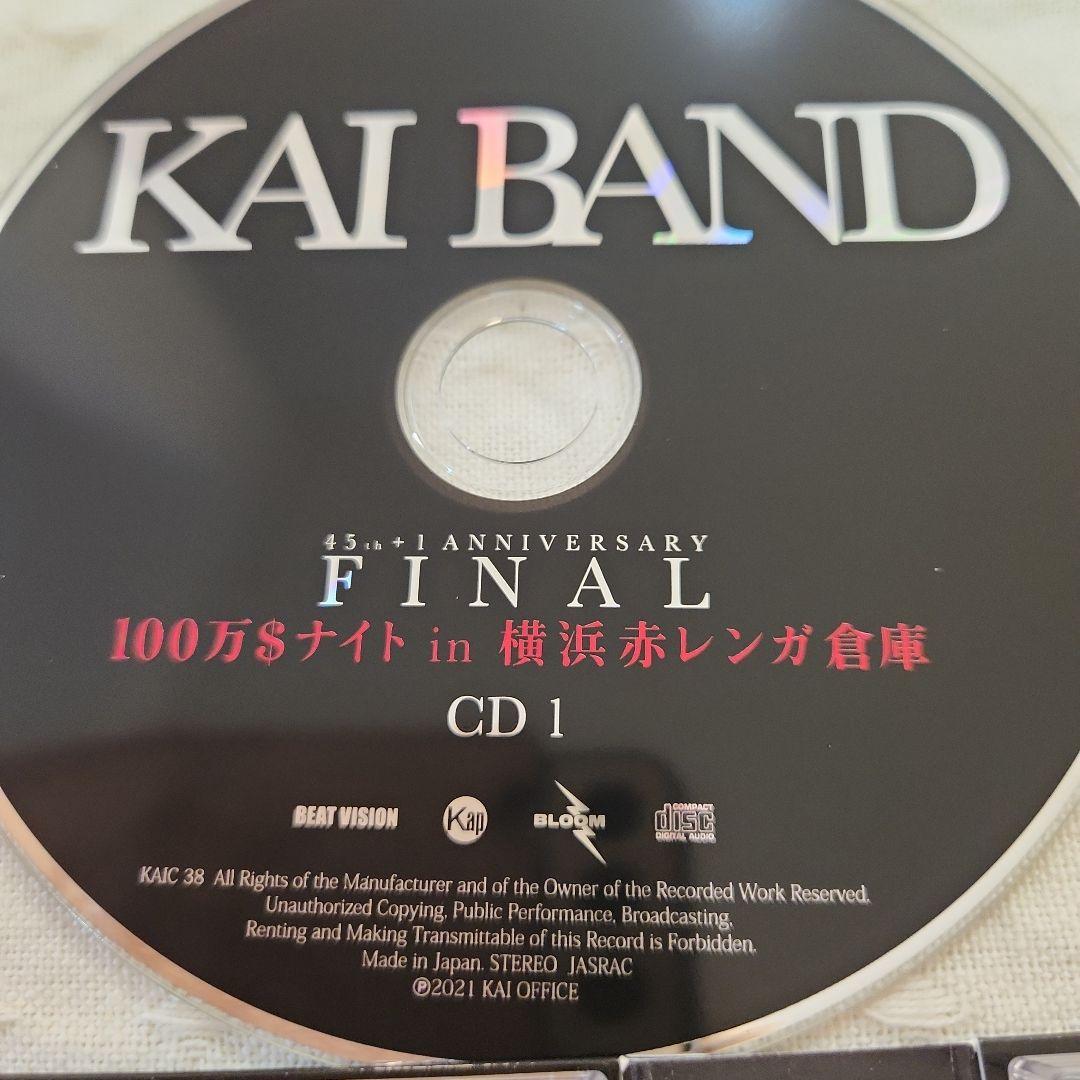 KAI BAND
45th + 1 ANNIVERSARY
FINAL
100万$ナイト in 横浜赤レンガ倉庫
CD 1
BEAT VISION Kap BLOOM COMPACT disc DIGITAL AUDIO
KAIC 38 All Rights of the Manufacturer and of the Owner of the Recorded Work Reserved.
Unauthorized Copying, Public Performance, Broadcasting,
Renting and Making Transmittable of this Record is Forbidden.
Made in Japan. STEREO JASRAC
℗2021 KAI OFFICE